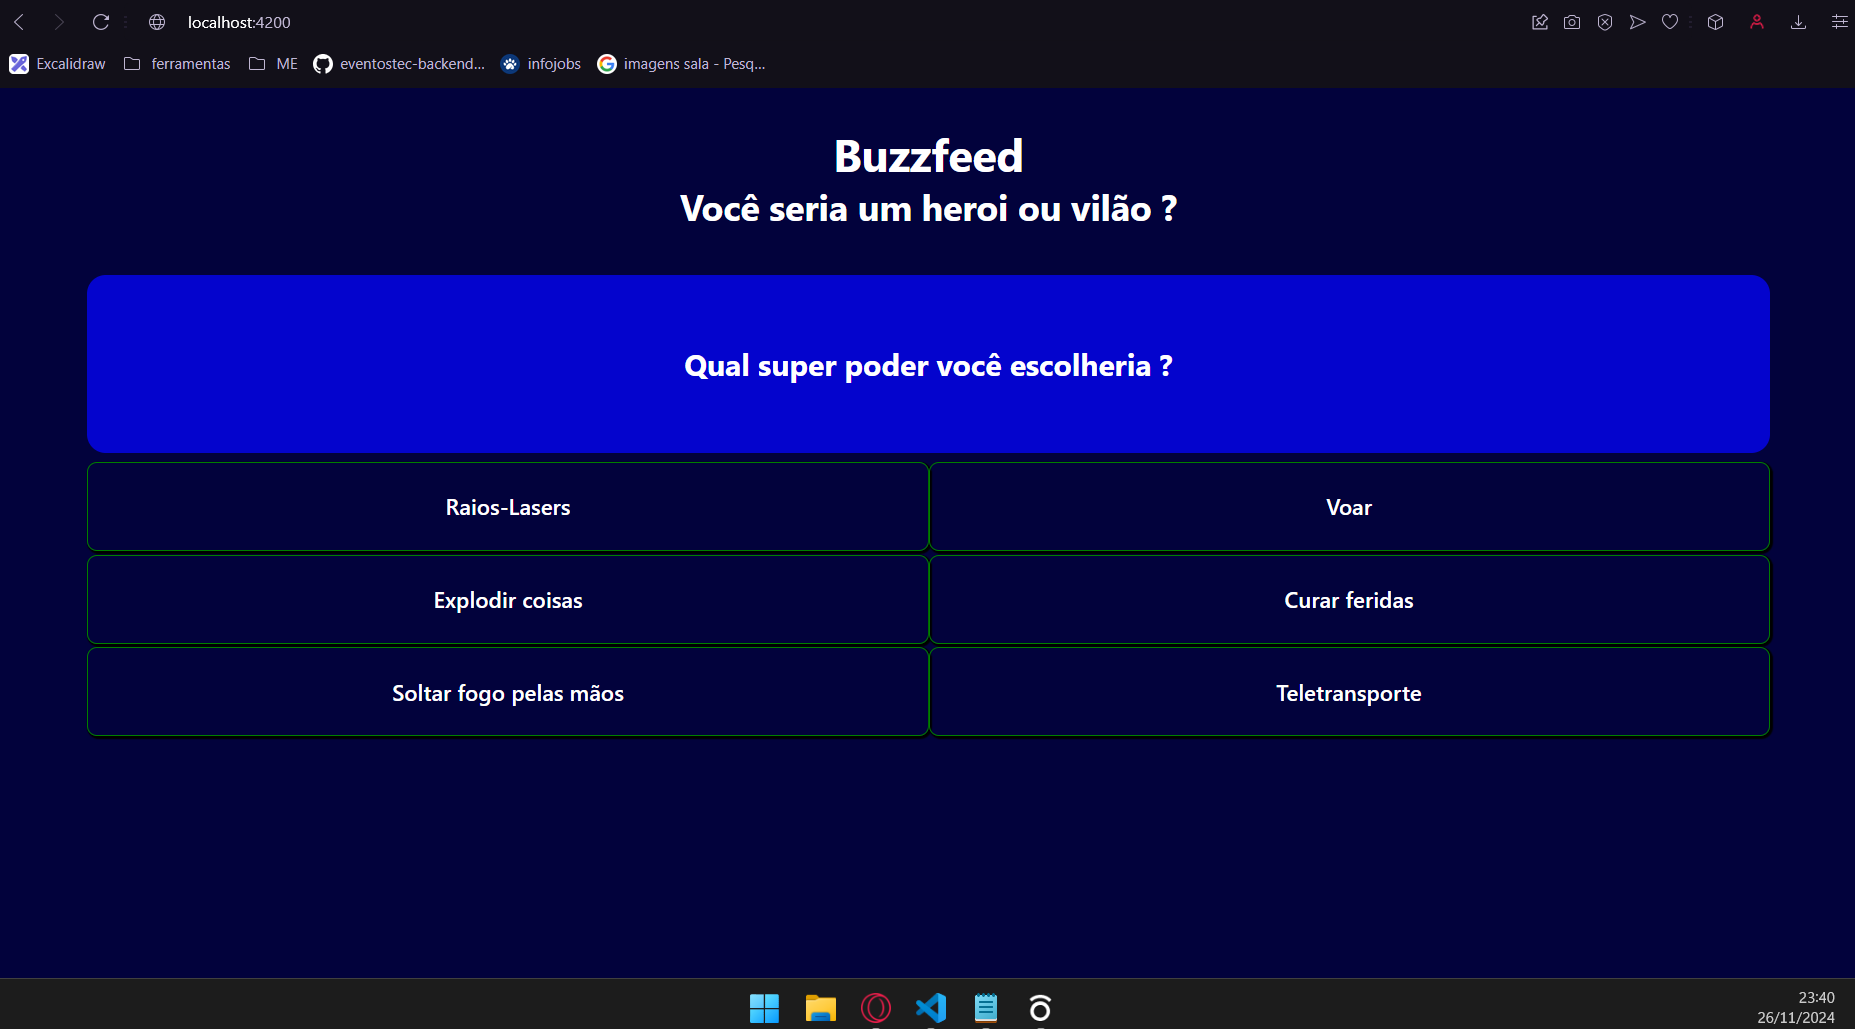 localhost:4200
Excalidraw ferramentas ME eventostec-backend... infojobs imagens sala - Pesq...
Buzzfeed
Você seria um heroi ou vilão ?
Qual super poder você escolheria ?
Raios-Lasers Voar
Explodir coisas Curar feridas
Soltar fogo pelas mãos Teletransporte
23:40
26/11/2024